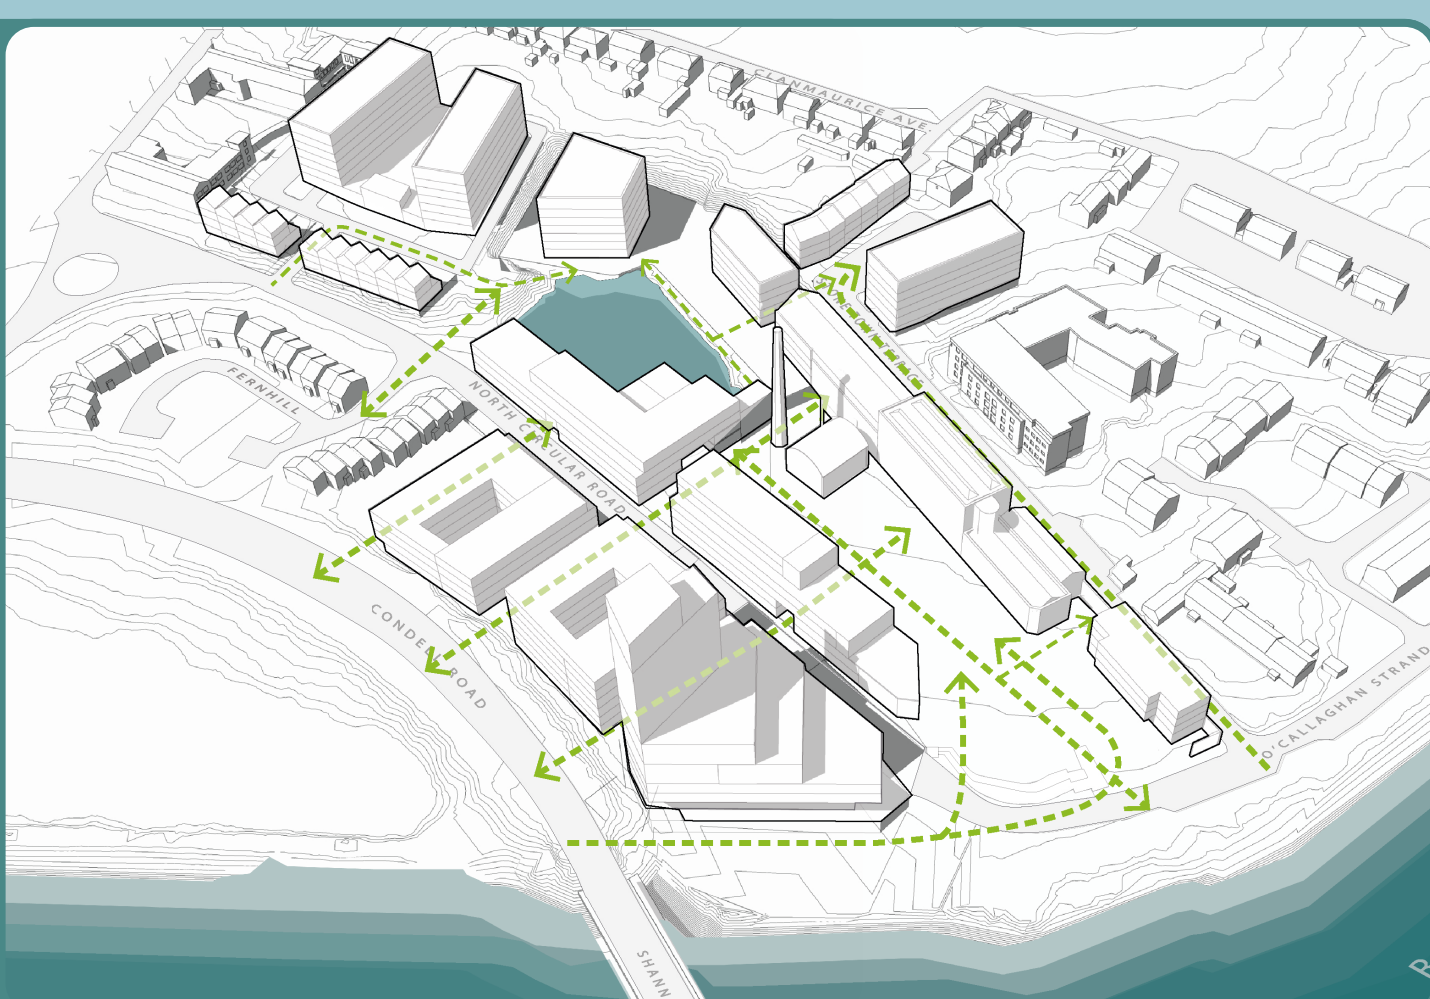 CLANMAURICE AVE.
FERNHILL
NORTH CIRCULAR ROAD
CONDELL ROAD
O'CALLAGHAN STRAND
SHANN